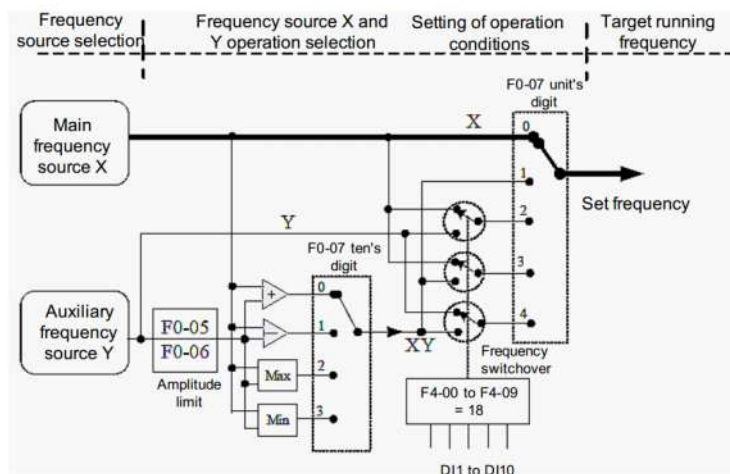 Frequency
source selection
Frequency source X and
Y operation selection
Setting of operation
conditions
Target running
frequency
F0-07 unit's
digit
Main
frequency
source X
X
0
1
2
3
4
Set frequency
Y
F0-07 ten's
digit
Auxiliary
frequency
source Y
F0-05
F0-06
Amplitude
limit
+
−
Max
Min
0
1
2
3
XY
Frequency
switchover
F4-00 to F4-09
= 18
DI1 to DI10